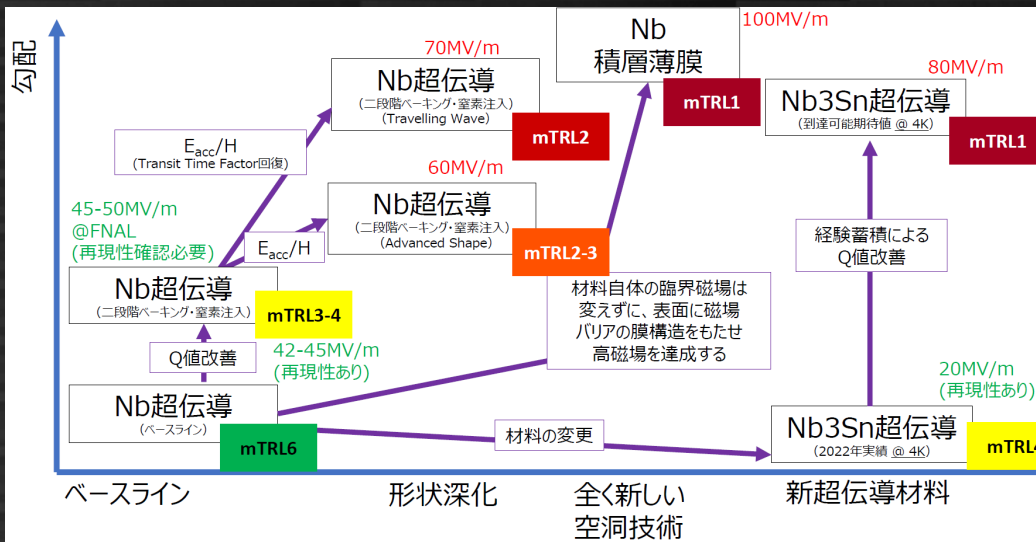 勾配
Nb
積層薄膜
100MV/m
mTRL1
70MV/m
Nb超伝導
(二段階ベーキング・窒素注入)
(Travelling Wave)
mTRL2
80MV/m
Nb3Sn超伝導
(到達可能期待値 @ 4K)
mTRL1
Eacc/H
(Transit Time Factor回復)
60MV/m
Nb超伝導
(二段階ベーキング・窒素注入)
(Advanced Shape)
mTRL2-3
45-50MV/m
@FNAL
(再現性確認必要)
Eacc/H
経験蓄積による
Q値改善
Nb超伝導
(二段階ベーキング・窒素注入)
mTRL3-4
材料自体の臨界磁場は
変えずに、表面に磁場
バリアの膜構造をもたせ
高磁場を達成する
Q値改善
42-45MV/m
(再現性あり)
20MV/m
(再現性あり)
Nb超伝導
(ベースライン)
mTRL6
材料の変更
Nb3Sn超伝導
(2022年実績 @ 4K)
mTRL4
ベースライン
形状深化
全く新しい
空洞技術
新超伝導材料